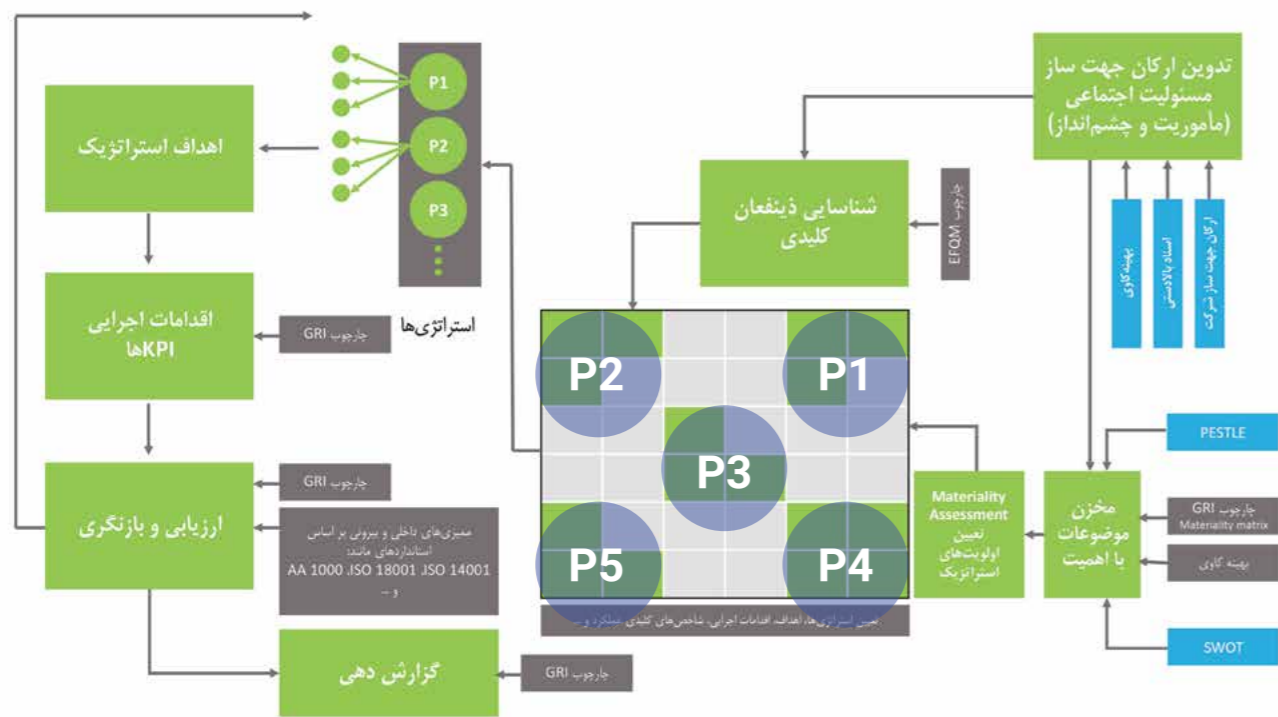 تدوین ارکان جهت ساز
مسئولیت اجتماعی
(مأموریت و چشم‌انداز)
ارکان جهت ساز شرکت
اسناد بالادستی
بهینه‌کاوی
شناسایی ذینفعان
کلیدی
چارچوب EFQM
PESTLE
چارچوب GRI
Materiality matrix
بهینه کاوی
SWOT
مخزن
موضوعات
با اهمیت
Materiality
Assessment
تعیین
اولویت‌های
استراتژیک
P1
P2
P3
P4
P5
تعیین استراتژی‌ها، اهداف، اقدامات اجرایی، شاخص‌های کلیدی عملکرد و ...
P1
P2
P3
استراتژی‌ها
اهداف استراتژیک
اقدامات اجرایی
KPIها
چارچوب GRI
ارزیابی و بازنگری
چارچوب GRI
ممیزی‌های داخلی و بیرونی بر اساس
استانداردهای مانند:
AA 1000 ،ISO 18001 ،ISO 14001
و ...
گزارش دهی
چارچوب GRI